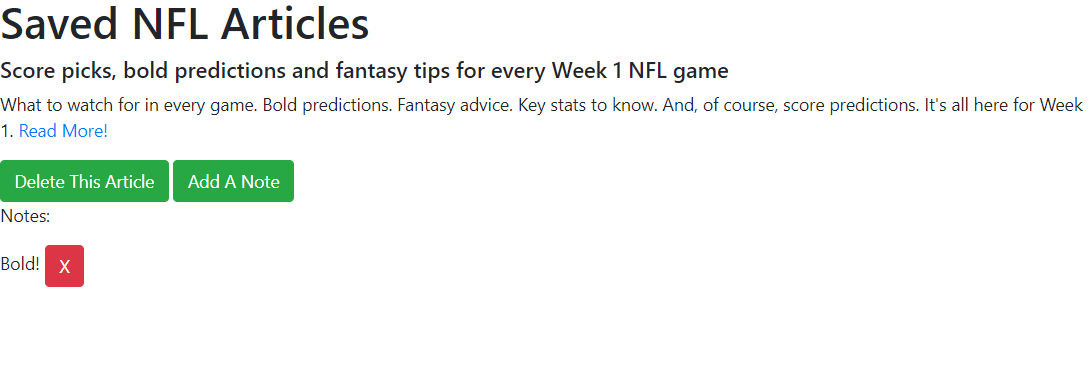 Saved NFL Articles
Score picks, bold predictions and fantasy tips for every Week 1 NFL game
What to watch for in every game. Bold predictions. Fantasy advice. Key stats to know. And, of course, score predictions. It's all here for Week
1. Read More!
Delete This Article Add A Note
Notes:
Bold! X